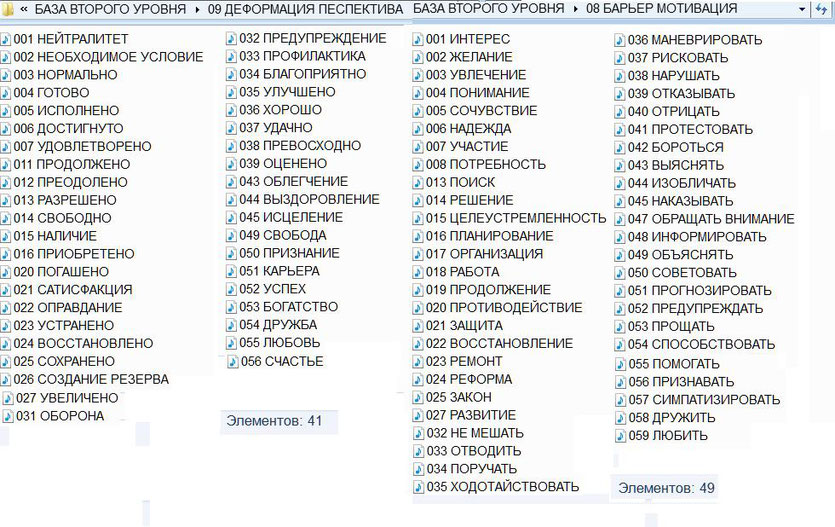 « БАЗА ВТОРОГО УРОВНЯ ▸ 09 ДЕФОРМАЦИЯ ПЕСПЕКТИВА
001 НЕЙТРАЛИТЕТ
002 НЕОБХОДИМОЕ УСЛОВИЕ
003 НОРМАЛЬНО
004 ГОТОВО
005 ИСПОЛНЕНО
006 ДОСТИГНУТО
007 УДОВЛЕТВОРЕНО
011 ПРОДОЛЖЕНО
012 ПРЕОДОЛЕНО
013 РАЗРЕШЕНО
014 СВОБОДНО
015 НАЛИЧИЕ
016 ПРИОБРЕТЕНО
020 ПОГАШЕНО
021 САТИСФАКЦИЯ
022 ОПРАВДАНИЕ
023 УСТРАНЕНО
024 ВОССТАНОВЛЕНО
025 СОХРАНЕНО
026 СОЗДАНИЕ РЕЗЕРВА
027 УВЕЛИЧЕНО
031 ОБОРОНА
032 ПРЕДУПРЕЖДЕНИЕ
033 ПРОФИЛАКТИКА
034 БЛАГОПРИЯТНО
035 УЛУЧШЕНО
036 ХОРОШО
037 УДАЧНО
038 ПРЕВОСХОДНО
039 ОЦЕНЕНО
043 ОБЛЕГЧЕНИЕ
044 ВЫЗДОРОВЛЕНИЕ
045 ИСЦЕЛЕНИЕ
049 СВОБОДА
050 ПРИЗНАНИЕ
051 КАРЬЕРА
052 УСПЕХ
053 БОГАТСТВО
054 ДРУЖБА
055 ЛЮБОВЬ
056 СЧАСТЬЕ
Элементов: 41
БАЗА ВТОРОГО УРОВНЯ ▸ 08 БАРЬЕР МОТИВАЦИЯ
001 ИНТЕРЕС
002 ЖЕЛАНИЕ
003 УВЛЕЧЕНИЕ
004 ПОНИМАНИЕ
005 СОЧУВСТВИЕ
006 НАДЕЖДА
007 УЧАСТИЕ
008 ПОТРЕБНОСТЬ
013 ПОИСК
014 РЕШЕНИЕ
015 ЦЕЛЕУСТРЕМЛЕННОСТЬ
016 ПЛАНИРОВАНИЕ
017 ОРГАНИЗАЦИЯ
018 РАБОТА
019 ПРОДОЛЖЕНИЕ
020 ПРОТИВОДЕЙСТВИЕ
021 ЗАЩИТА
022 ВОССТАНОВЛЕНИЕ
023 РЕМОНТ
024 РЕФОРМА
025 ЗАКОН
027 РАЗВИТИЕ
032 НЕ МЕШАТЬ
033 ОТВОДИТЬ
034 ПОРУЧАТЬ
035 ХОДОТАЙСТВОВАТЬ
036 МАНЕВРИРОВАТЬ
037 РИСКОВАТЬ
038 НАРУШАТЬ
039 ОТКАЗЫВАТЬ
040 ОТРИЦАТЬ
041 ПРОТЕСТОВАТЬ
042 БОРОТЬСЯ
043 ВЫЯСНЯТЬ
044 ИЗОБЛИЧАТЬ
045 НАКАЗЫВАТЬ
047 ОБРАЩАТЬ ВНИМАНИЕ
048 ИНФОРМИРОВАТЬ
049 ОБЪЯСНЯТЬ
050 СОВЕТОВАТЬ
051 ПРОГНОЗИРОВАТЬ
052 ПРЕДУПРЕЖДАТЬ
053 ПРОЩАТЬ
054 СПОСОБСТВОВАТЬ
055 ПОМОГАТЬ
056 ПРИЗНАВАТЬ
057 СИМПАТИЗИРОВАТЬ
058 ДРУЖИТЬ
059 ЛЮБИТЬ
Элементов: 49